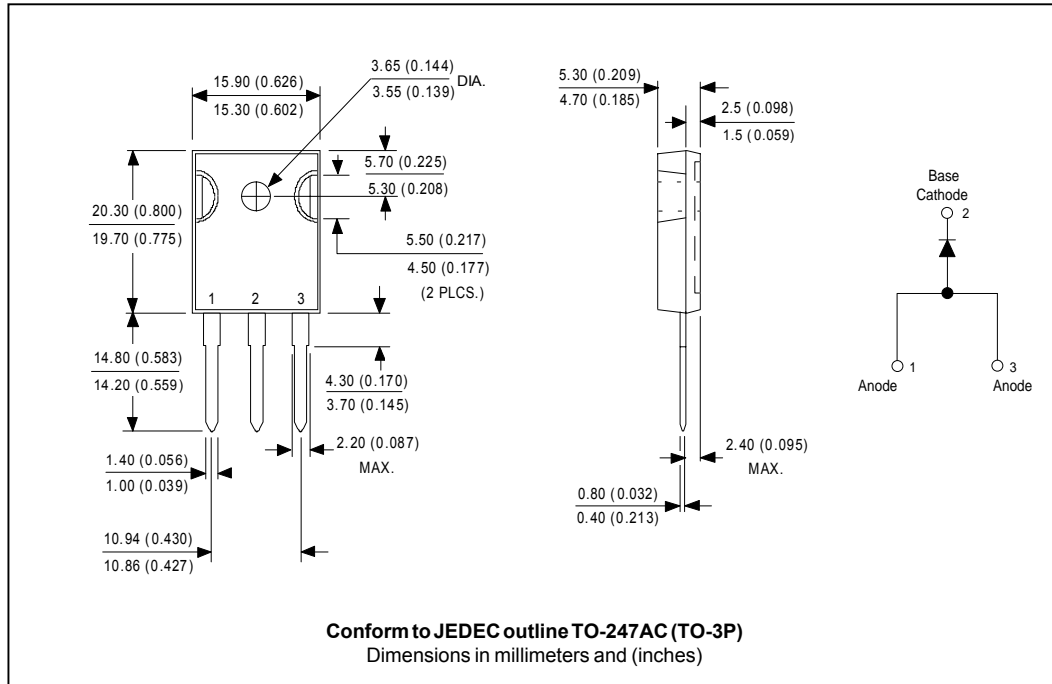 3.65 (0.144)
3.55 (0.139)
DIA.
15.90 (0.626)
15.30 (0.602)
5.70 (0.225)
5.30 (0.208)
20.30 (0.800)
19.70 (0.775)
5.50 (0.217)
4.50 (0.177)
(2 PLCS.)
1 2 3
14.80 (0.583)
14.20 (0.559)
4.30 (0.170)
3.70 (0.145)
2.20 (0.087)
MAX.
1.40 (0.056)
1.00 (0.039)
10.94 (0.430)
10.86 (0.427)
5.30 (0.209)
4.70 (0.185)
2.5 (0.098)
1.5 (0.059)
2.40 (0.095)
MAX.
0.80 (0.032)
0.40 (0.213)
Base
Cathode
2
1
Anode
3
Anode
Conform to JEDEC outline TO-247AC (TO-3P)
Dimensions in millimeters and (inches)